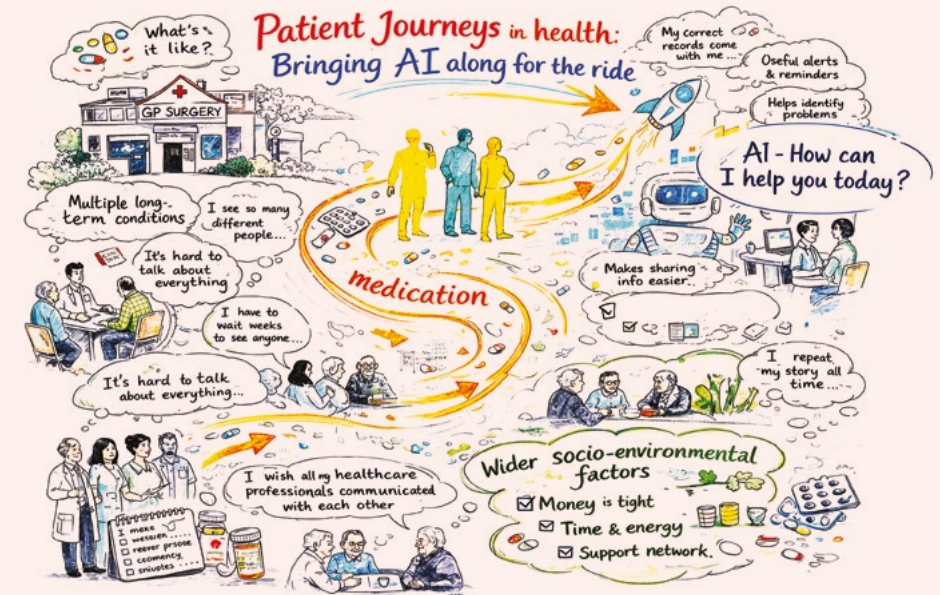 Patient Journeys in health:
Bringing AI along for the ride
What's
it like?
GP SURGERY
My correct
records come
with me...
Oseful alerts
& reminders
Helps identify
problems
AI - How can
I help you today?
Multiple long-
term conditions
I see so many
different
people...
It's hard to
talk about
everything
I have to
wait weeks
to see anyone...
medication
Makes sharing
info easier..
It's hard to talk
about everything...
I repeat
my story all
time....
I wish all my healthcare
professionals communicated
with each other
Wider socio-environmental
factors
Money is tight
Time & energy
Support network.